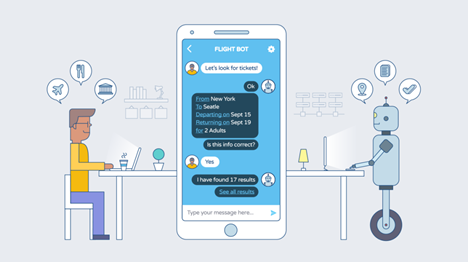 FLIGHT BOT
Let's look for tickets!
Ok
From New York
To Seatle
Departing on Sept 15
Returning on Sept 19
for 2 Adults
Is this info correct?
Yes
I have found 17 results
See all results
Type your message here...